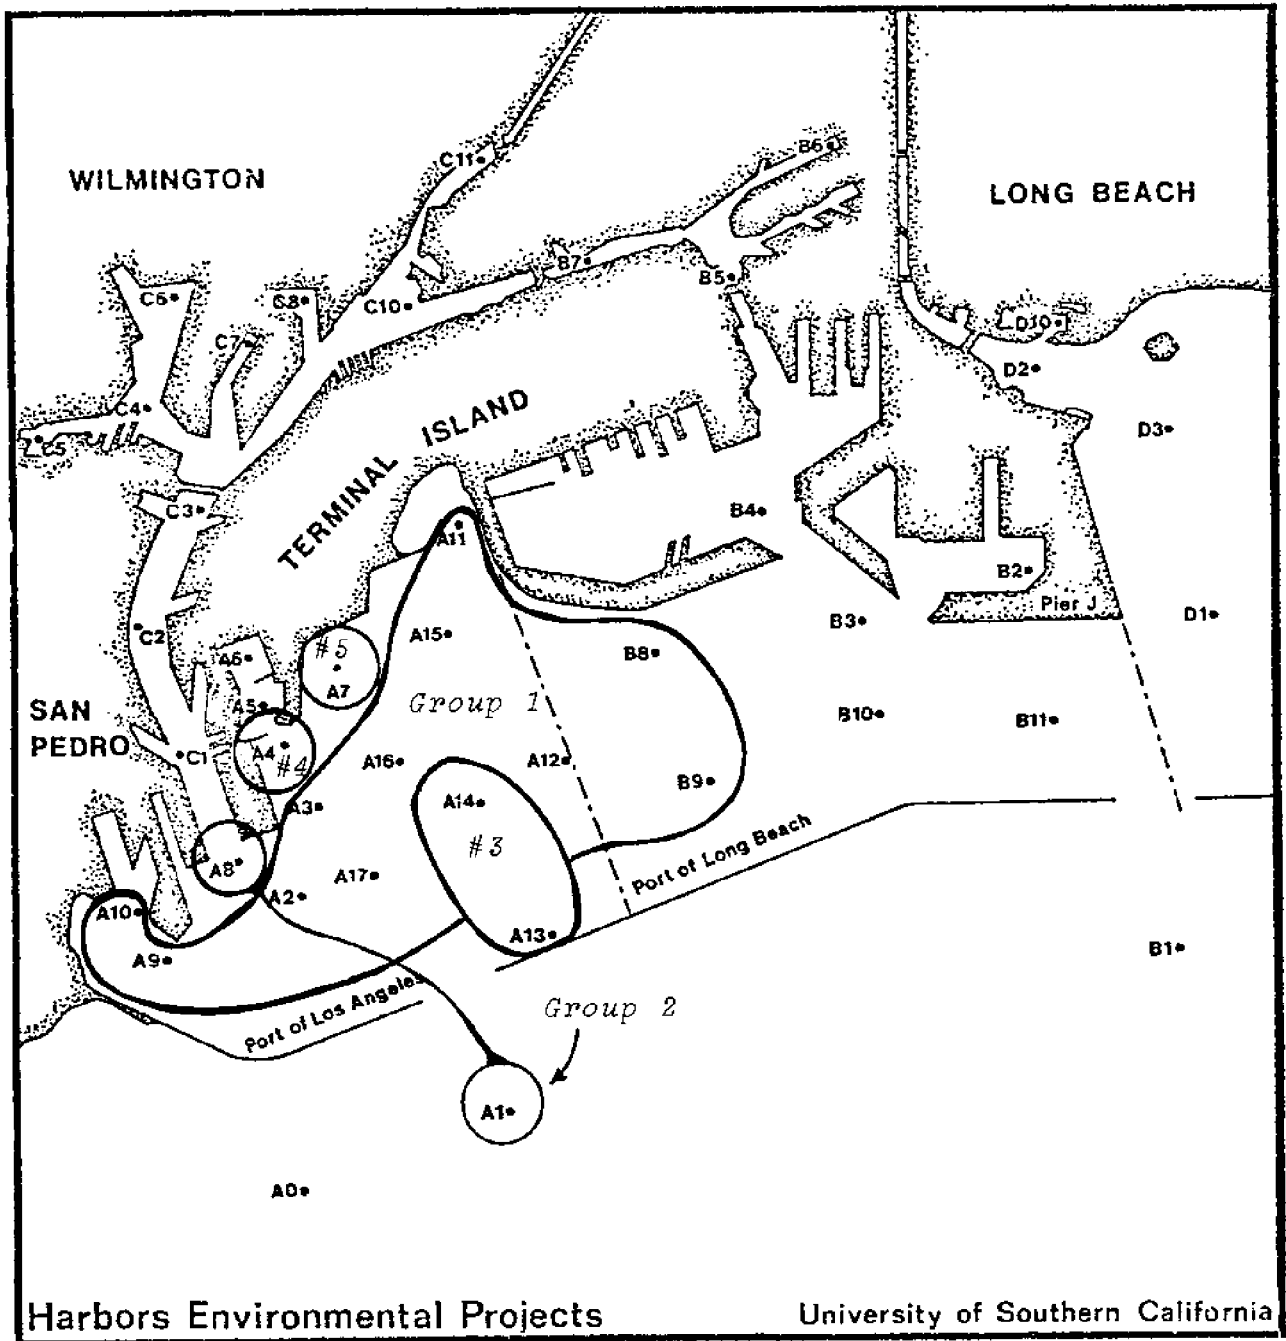 B6
C11
WILMINGTON
LONG BEACH
B7
B5
C6
C8
C10
D10
C7
D2
C4
ISLAND
D3
C5
TERMINAL
C3
B4
A11
B2
Pier J
C2
A15
B3
D1
#5
B8
A6
A7
SAN
PEDRO
A5
Group 1
B10
B11
C1
A4
#4
A16
A12
B9
A3
A14
#3
Port of Long Beach
A8
A17
A2
A10
A13
A9
B1
Port of Los Angeles
Group 2
A1
A0
Harbors Environmental Projects
University of Southern California